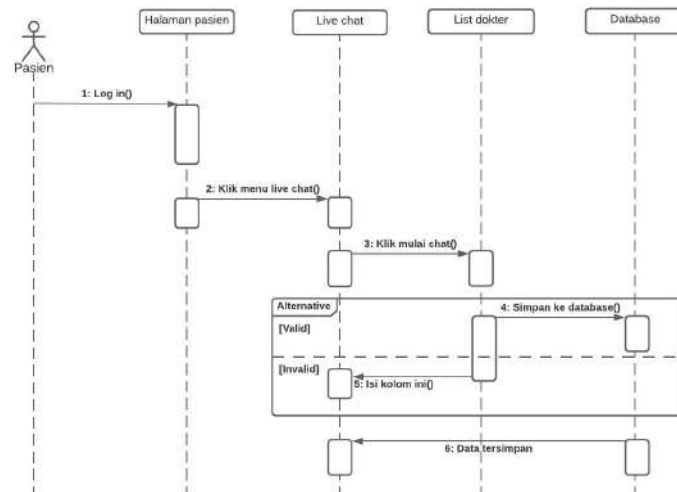 Halaman pasien
Live chat
List dokter
Database
Pasien
1: Log in()
2: Klik menu live chat()
3: Klik mulai chat()
Alternative
4: Simpan ke database()
[Valid]
[Invalid]
5: Isi kolom ini()
6: Data tersimpan